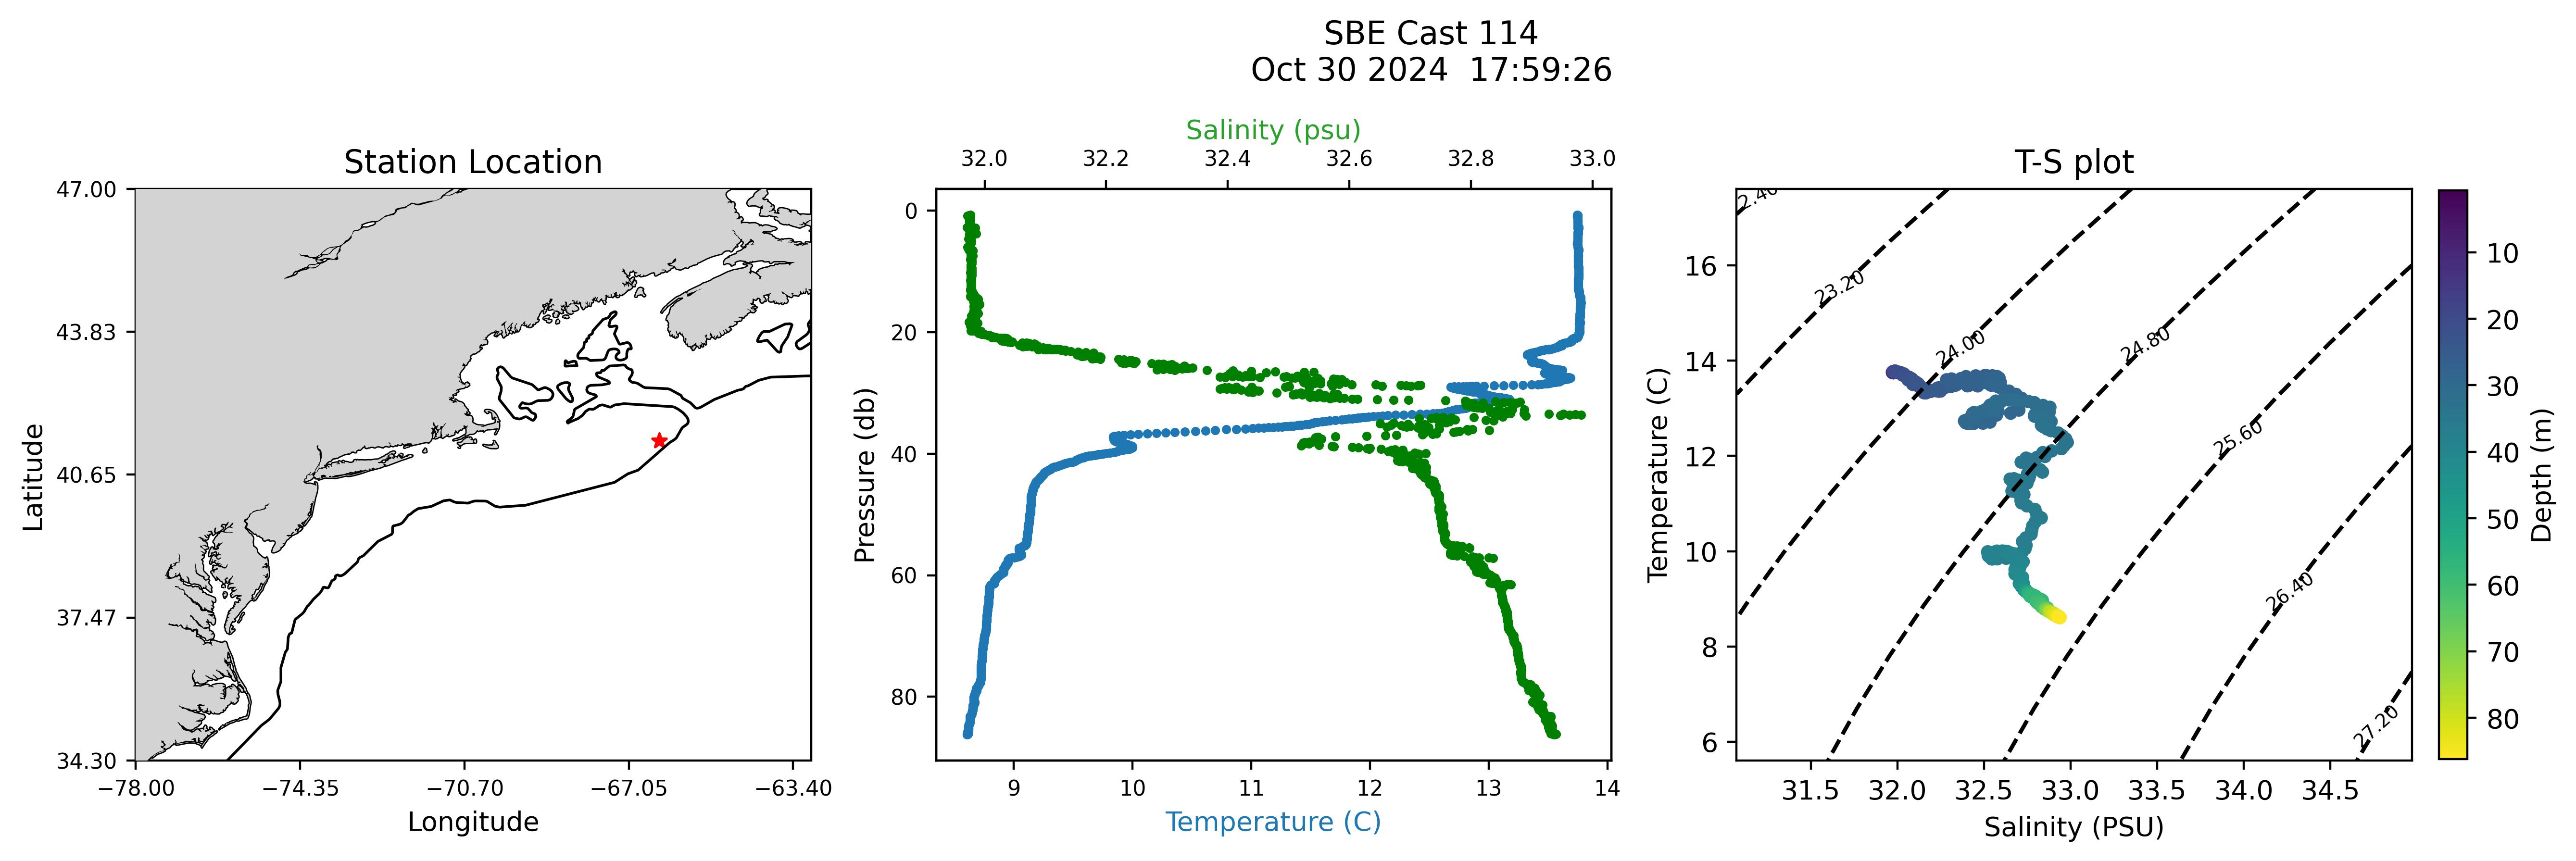 SBE Cast 114
Oct 30 2024  17:59:26
Station Location
47.00
43.83
40.65
37.47
34.30
Latitude
−78.00 −74.35 −70.70 −67.05 −63.40
Longitude
Salinity (psu)
32.0 32.2 32.4 32.6 32.8 33.0
0
20
40
60
80
Pressure (db)
9 10 11 12 13 14
Temperature (C)
T-S plot
16
14
12
10
8
6
Temperature (C)
2.40
23.20
24.00
24.80
25.60
26.40
27.20
31.5 32.0 32.5 33.0 33.5 34.0 34.5
Salinity (PSU)
10
20
30
40
50
60
70
80
Depth (m)